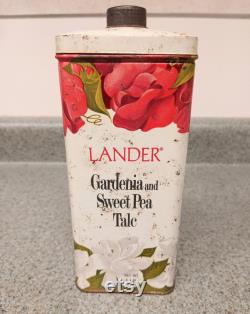 LANDER®
Gardenia and
Sweet Pea
Talc
etsy